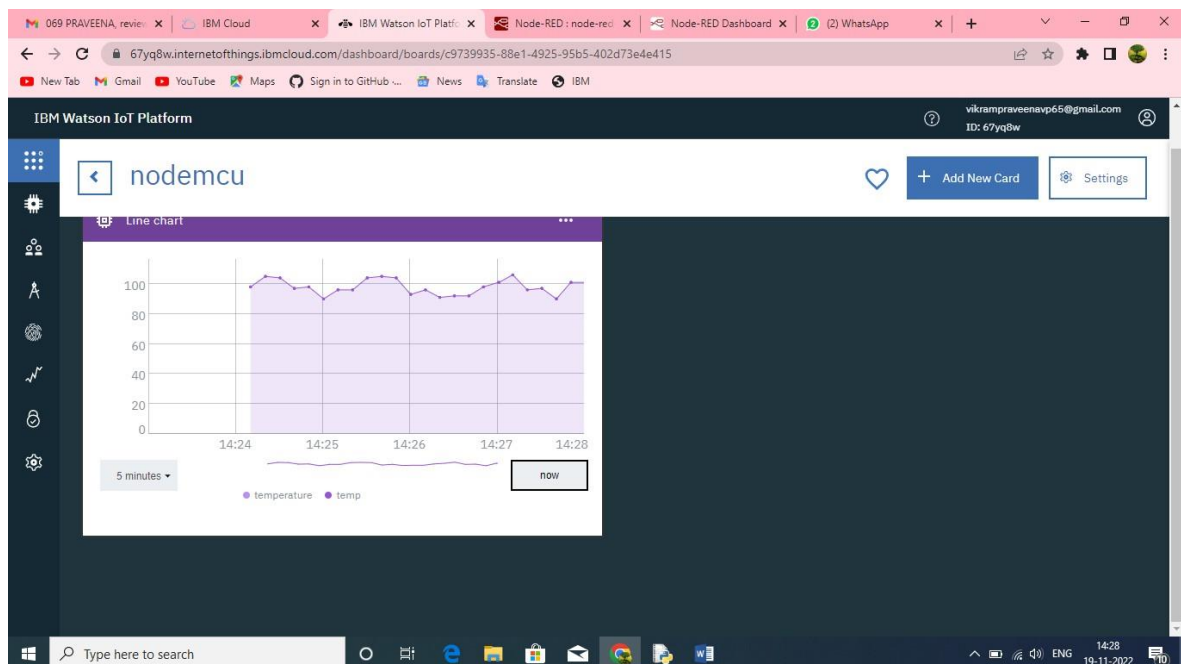 069 PRAVEENA, review
IBM Cloud
IBM Watson IoT Platfo
Node-RED : node-red
Node-RED Dashboard
(2) WhatsApp
67yq8w.internetofthings.ibmcloud.com/dashboard/boards/c9739935-88e1-4925-95b5-402d73e4e415
New Tab
Gmail
YouTube
Maps
Sign in to GitHub ·...
News
Translate
IBM
IBM Watson IoT Platform
vikrampraveenavp65@gmail.com
ID: 67yq8w
nodemcu
+ Add New Card
Settings
Line chart
100
80
60
40
20
0
14:24 14:25 14:26 14:27 14:28
5 minutes
now
temperature temp
Type here to search
ENG
14:28
19-11-2022